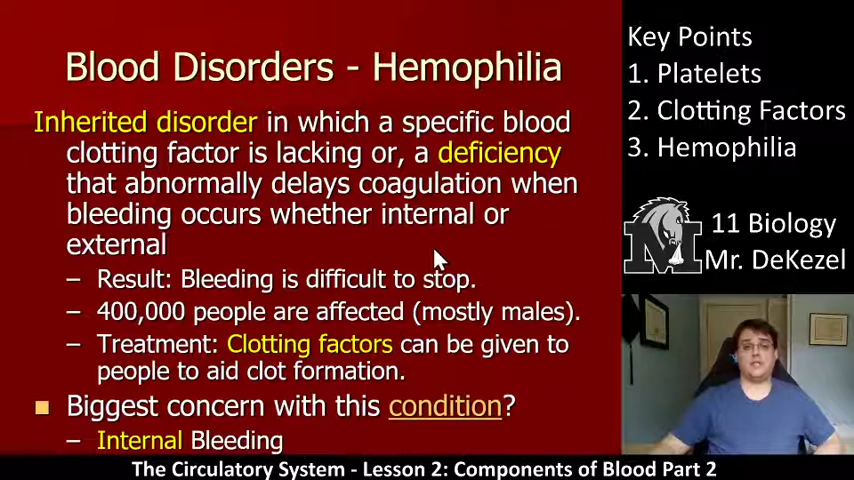 Blood Disorders - Hemophilia
Inherited disorder in which a specific blood
clotting factor is lacking or, a deficiency
that abnormally delays coagulation when
bleeding occurs whether internal or
external
– Result: Bleeding is difficult to stop.
– 400,000 people are affected (mostly males).
– Treatment: Clotting factors can be given to
people to aid clot formation.
Biggest concern with this condition?
– Internal Bleeding
Key Points
1. Platelets
2. Clotting Factors
3. Hemophilia
M
11 Biology
Mr. DeKezel
The Circulatory System - Lesson 2: Components of Blood Part 2